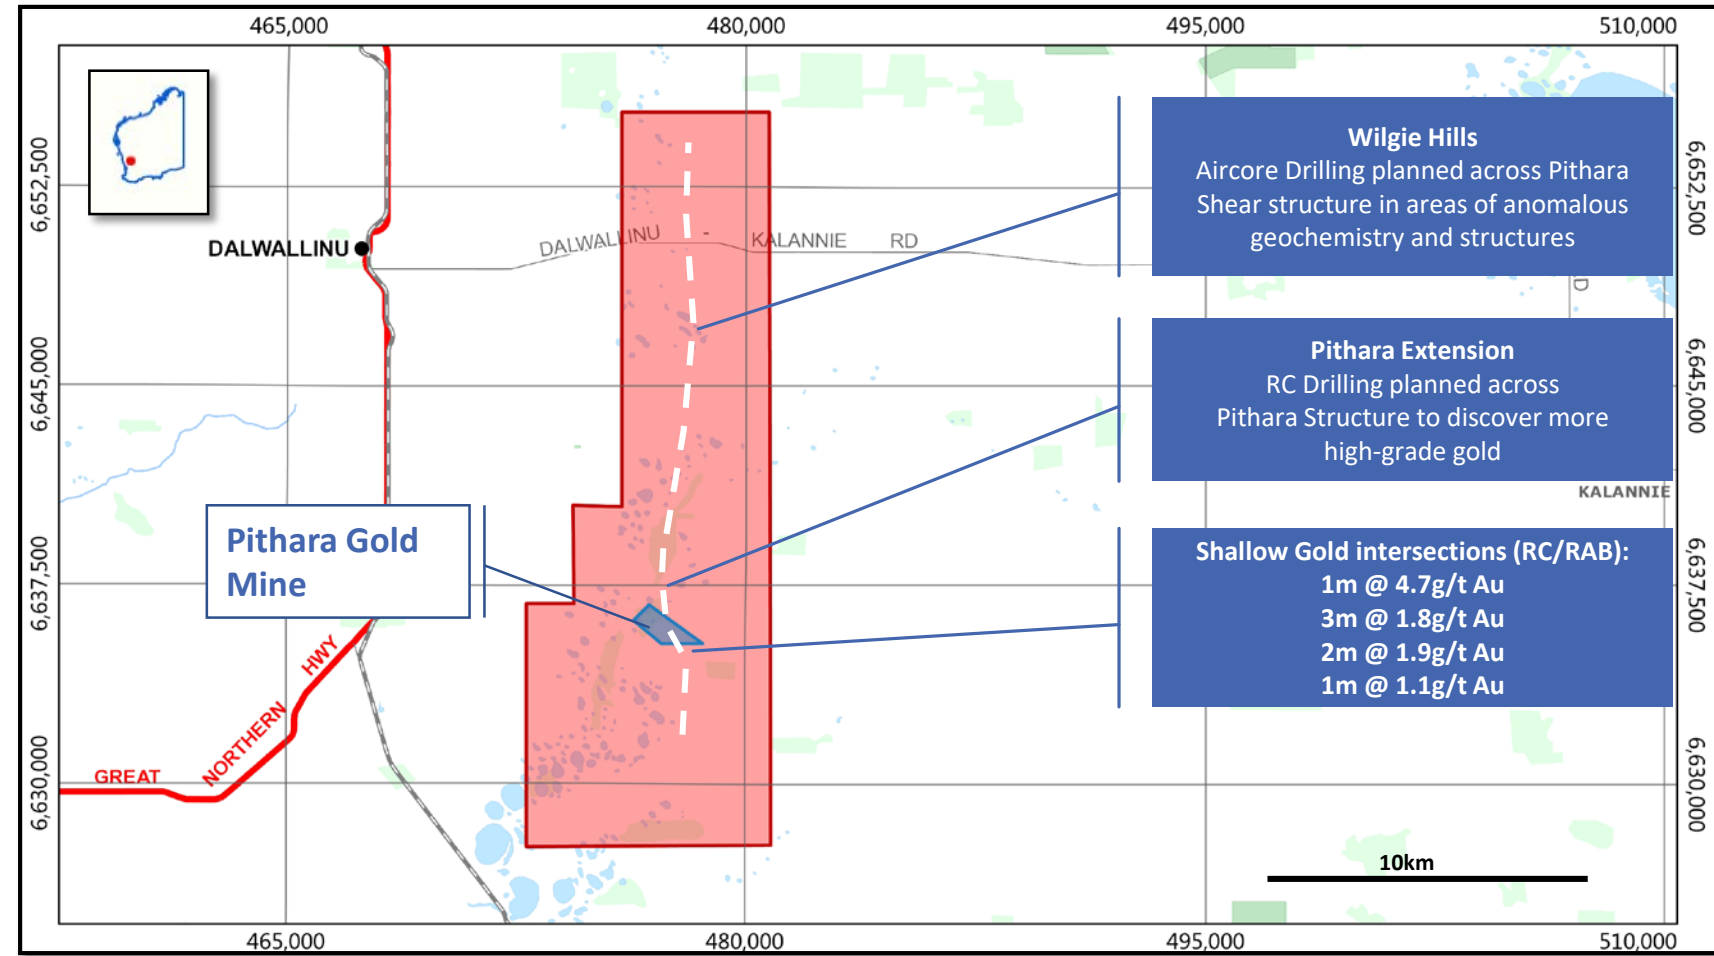 465,000
480,000
495,000
510,000
6,652,500
6,645,000
6,637,500
6,630,000
DALWALLINU
DALWALLINU - KALANNIE RD
Wilgie Hills
Aircore Drilling planned across Pithara
Shear structure in areas of anomalous
geochemistry and structures
6,652,500
RD
Pithara Extension
RC Drilling planned across
Pithara Structure to discover more
high-grade gold
6,645,000
KALANNIE
Pithara Gold
Mine
Shallow Gold intersections (RC/RAB):
1m @ 4.7g/t Au
3m @ 1.8g/t Au
2m @ 1.9g/t Au
1m @ 1.1g/t Au
6,637,500
GREAT NORTHERN HWY
6,630,000
10km
465,000
480,000
495,000
510,000